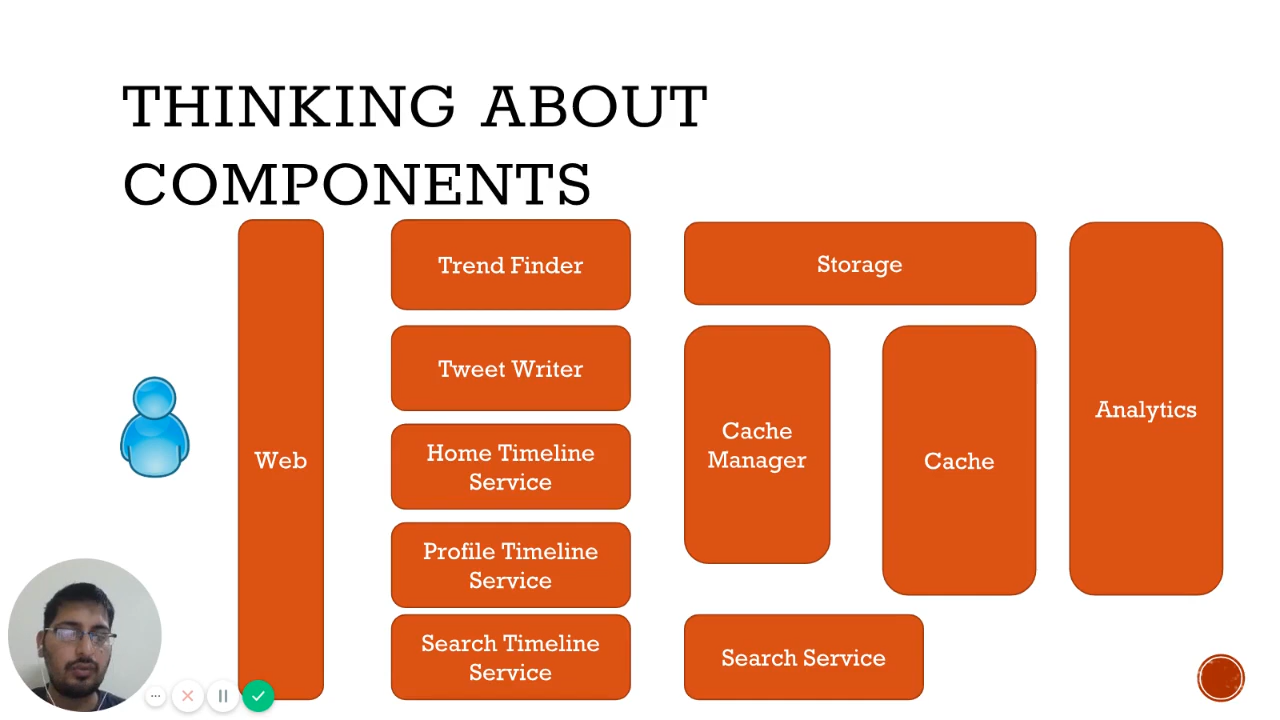 THINKING ABOUT
COMPONENTS
Web
Trend Finder
Tweet Writer
Home Timeline
Service
Profile Timeline
Service
Search Timeline
Service
Storage
Cache
Manager
Cache
Search Service
Analytics